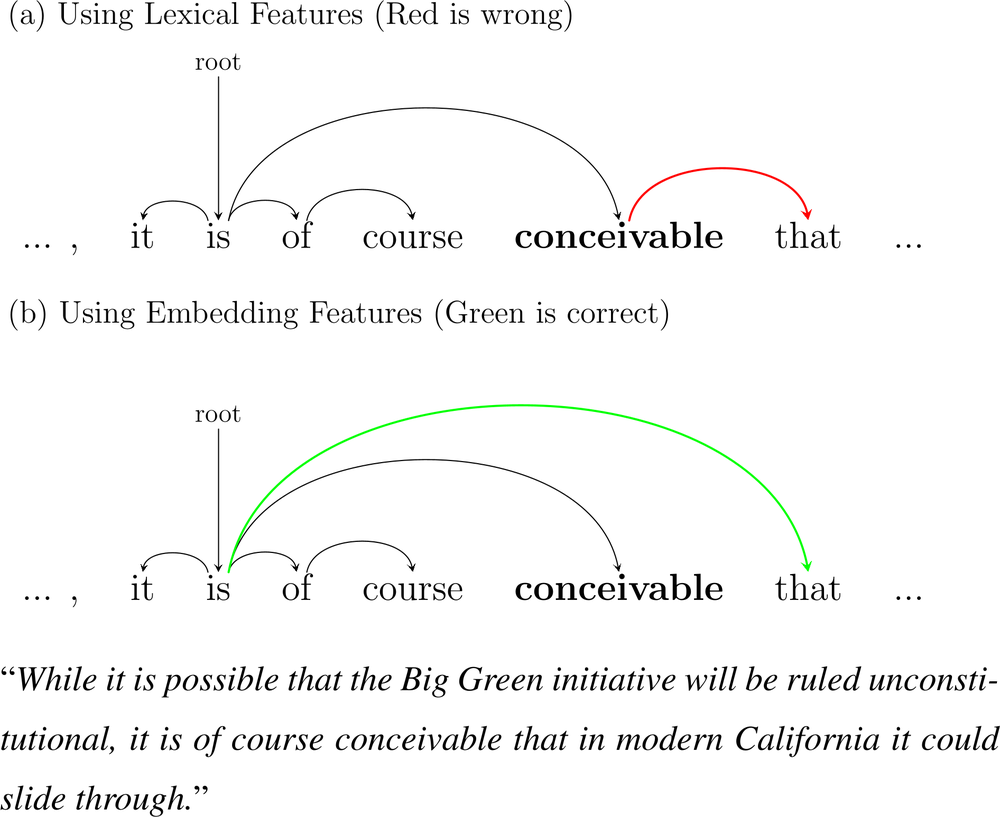 (a) Using Lexical Features (Red is wrong)
root
... , it is of course conceivable that ...
(b) Using Embedding Features (Green is correct)
root
... , it is of course conceivable that ...
“While it is possible that the Big Green initiative will be ruled unconsti-
tutional, it is of course conceivable that in modern California it could
slide through.”